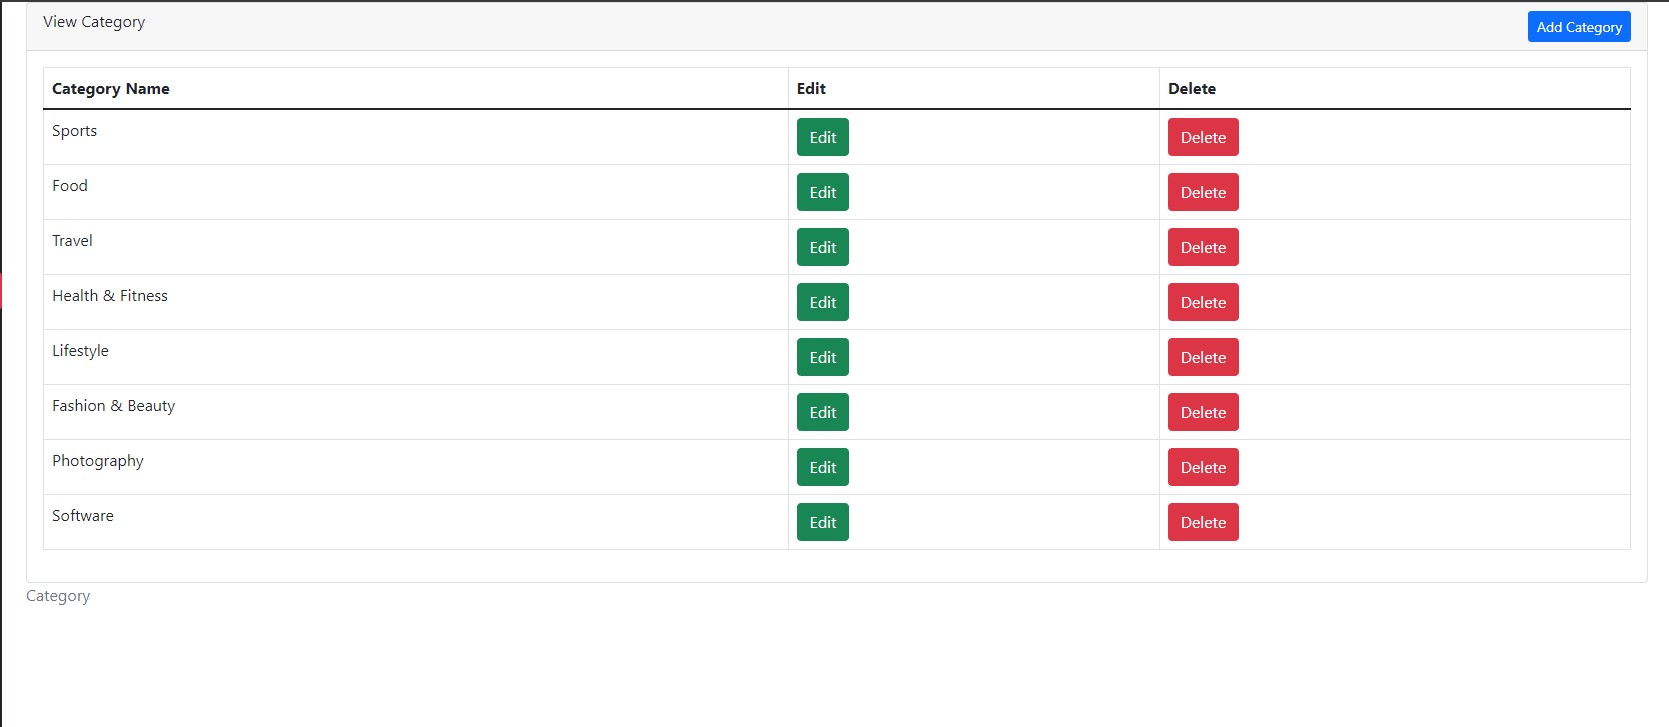 View Category
Add Category
Category Name Edit Delete
Sports Edit Delete
Food Edit Delete
Travel Edit Delete
Health & Fitness Edit Delete
Lifestyle Edit Delete
Fashion & Beauty Edit Delete
Photography Edit Delete
Software Edit Delete
Category